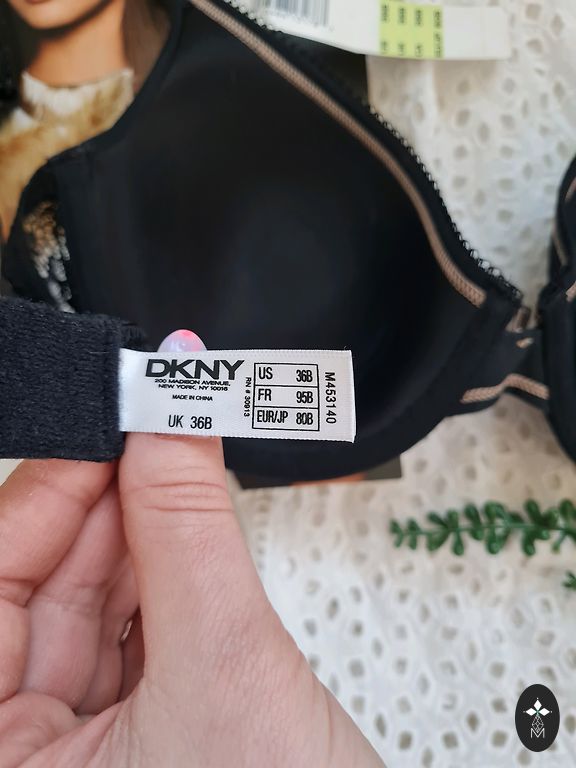 DKNY
200 MADISON AVENUE,
NEW YORK, NY 10016
MADE IN CHINA
UK 36B
RN # 30913
US 36B
FR 95B
EUR/JP 80B
M453140
M